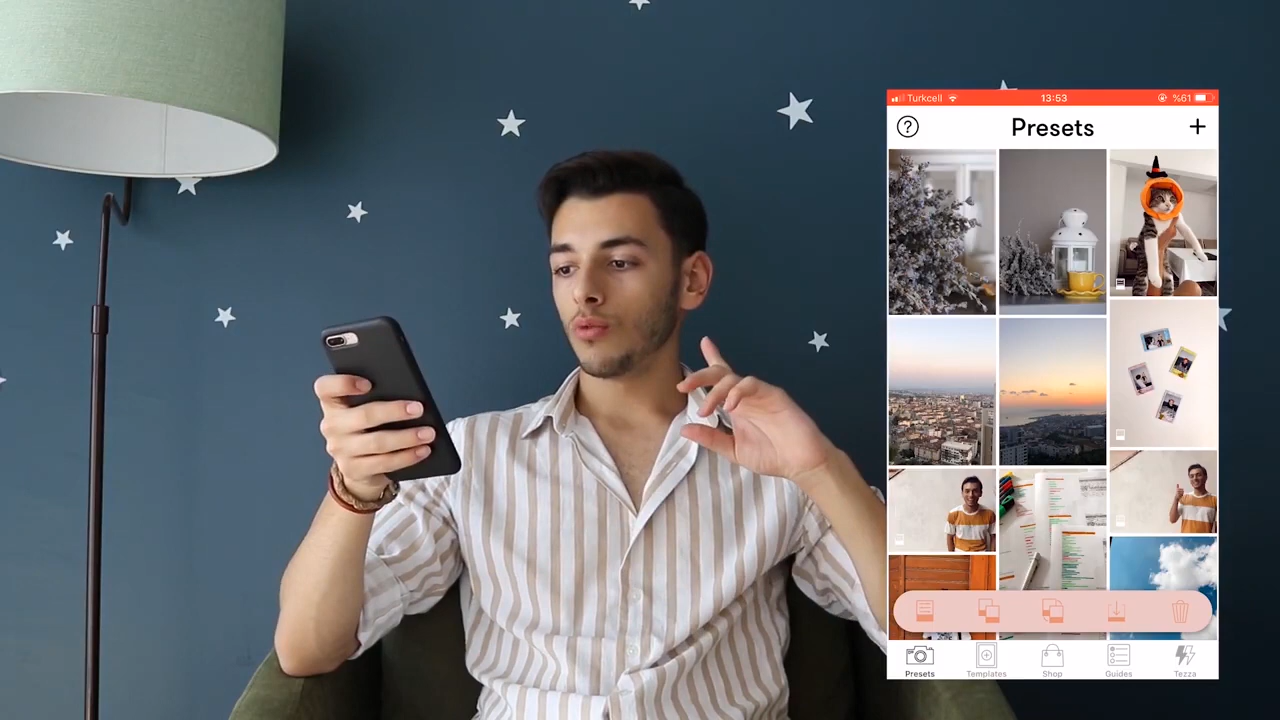 Turkcell 13:53 %61
? Presets +
Presets Templates Shop Guides Tezza